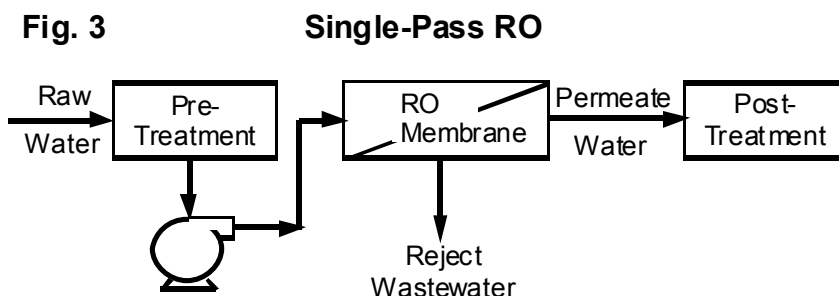 Fig. 3
Single-Pass RO
Raw
Water
Pre-
Treatment
RO
Membrane
Permeate
Water
Post-
Treatment
Reject
Wastewater